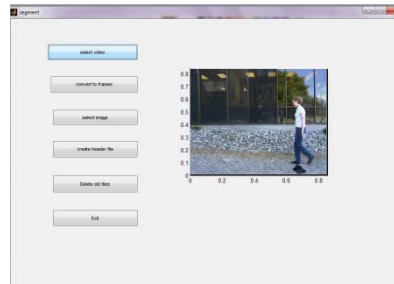 segment
select video
convert to frames
select image
create header file
Delete old files
Exit
0.8
0.7
0.6
0.5
0.4
0.3
0.2
0.1
0
0 0.2 0.4 0.6 0.8